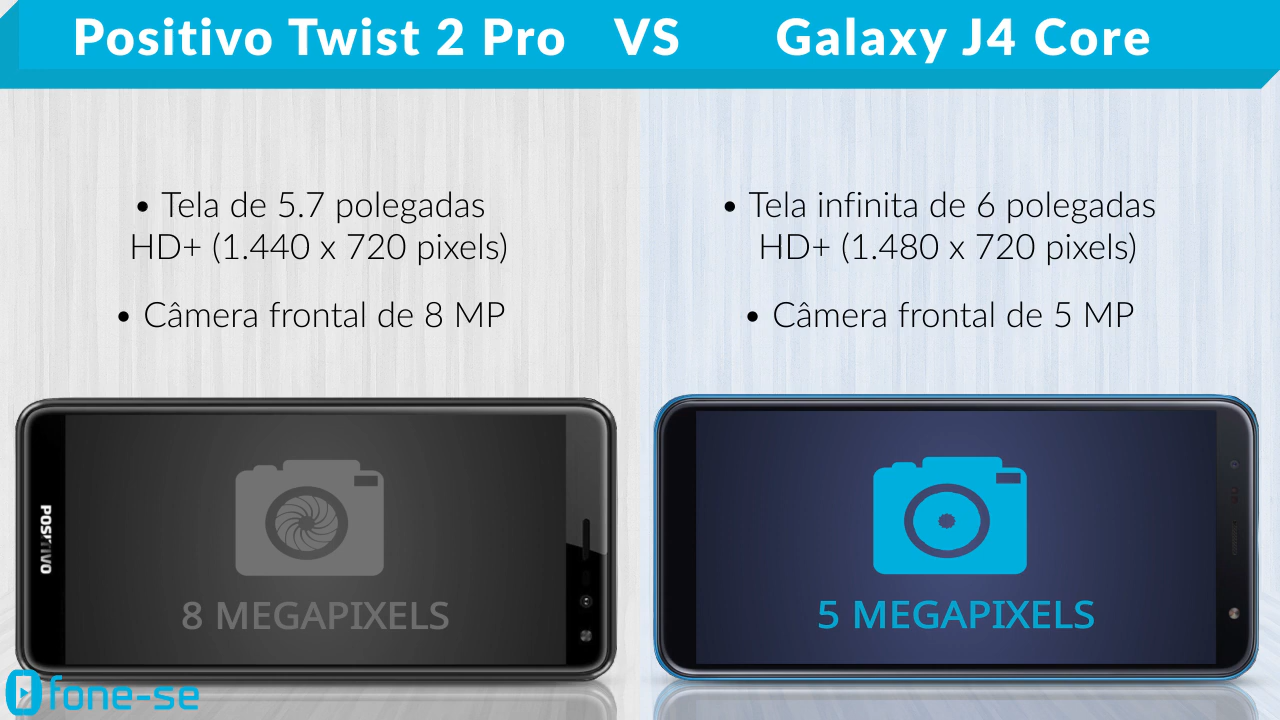 Positivo Twist 2 Pro VS Galaxy J4 Core
• Tela de 5.7 polegadas
HD+ (1.440 x 720 pixels)
• Câmera frontal de 8 MP
• Tela infinita de 6 polegadas
HD+ (1.480 x 720 pixels)
• Câmera frontal de 5 MP
POSITIVO
8 MEGAPIXELS
5 MEGAPIXELS
fone-se